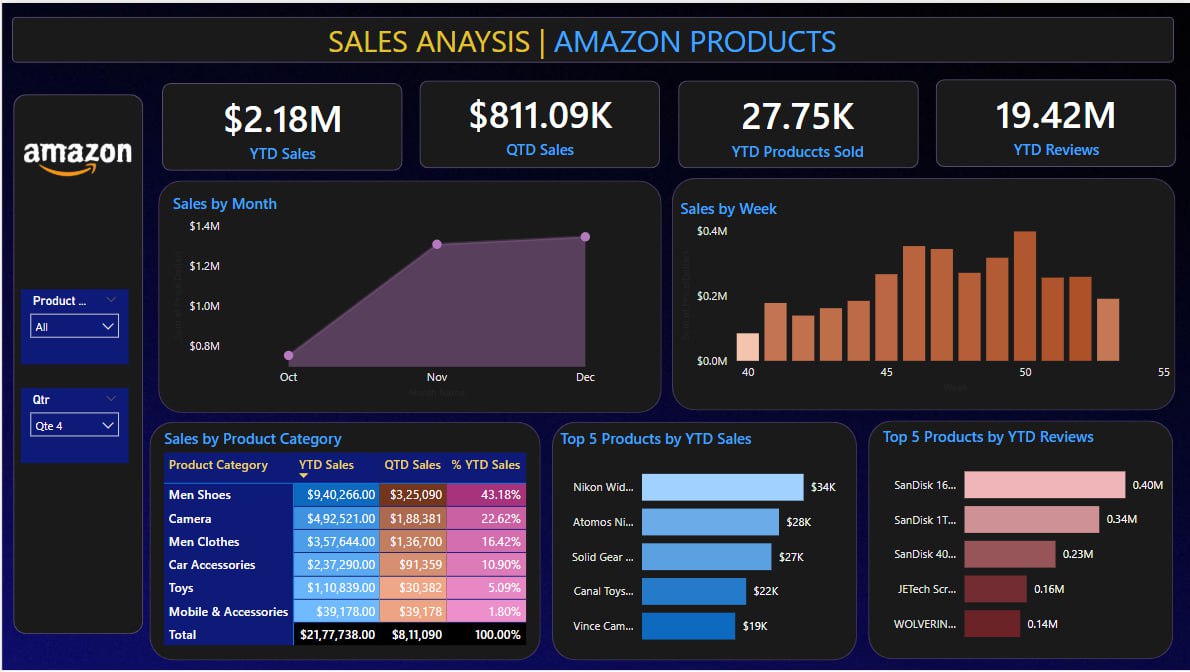 SALES ANAYSIS | AMAZON PRODUCTS
amazon
$2.18M
YTD Sales
$811.09K
QTD Sales
27.75K
YTD Produccts Sold
19.42M
YTD Reviews
Product ...
All
Qtr
Qte 4
Sales by Month
$1.4M
$1.2M
$1.0M
$0.8M
Oct Nov Dec
Month Name
Sales by Week
$0.4M
$0.2M
$0.0M
40 45 50 55
Week
Sales by Product Category
Product Category YTD Sales QTD Sales % YTD Sales
Men Shoes $9,40,266.00 $3,25,090 43.18%
Camera $4,92,521.00 $1,88,381 22.62%
Men Clothes $3,57,644.00 $1,36,700 16.42%
Car Accessories $2,37,290.00 $91,359 10.90%
Toys $1,10,839.00 $30,382 5.09%
Mobile & Accessories $39,178.00 $39,178 1.80%
Total $21,77,738.00 $8,11,090 100.00%
Top 5 Products by YTD Sales
Nikon Wid... $34K
Atomos Ni... $28K
Solid Gear ... $27K
Canal Toys... $22K
Vince Cam... $19K
Top 5 Products by YTD Reviews
SanDisk 16... 0.40M
SanDisk 1T... 0.34M
SanDisk 40... 0.23M
JETech Scr... 0.16M
WOLVERIN... 0.14M